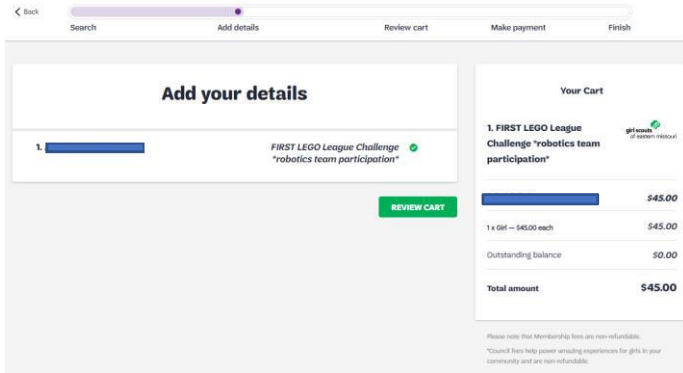 Back
Search
Add details
Review cart
Make payment
Finish
Add your details
1.
FIRST LEGO League Challenge
*robotics team participation*
REVIEW CART
Your Cart
1. FIRST LEGO League
Challenge *robotics team
participation*
girl scouts
of eastern missouri
$45.00
1 x Girl — $45.00 each
$45.00
Outstanding balance
$0.00
Total amount
$45.00
Please note that Membership fees are non-refundable.
*Council fees help power amazing experiences for girls in your
community and are non-refundable.